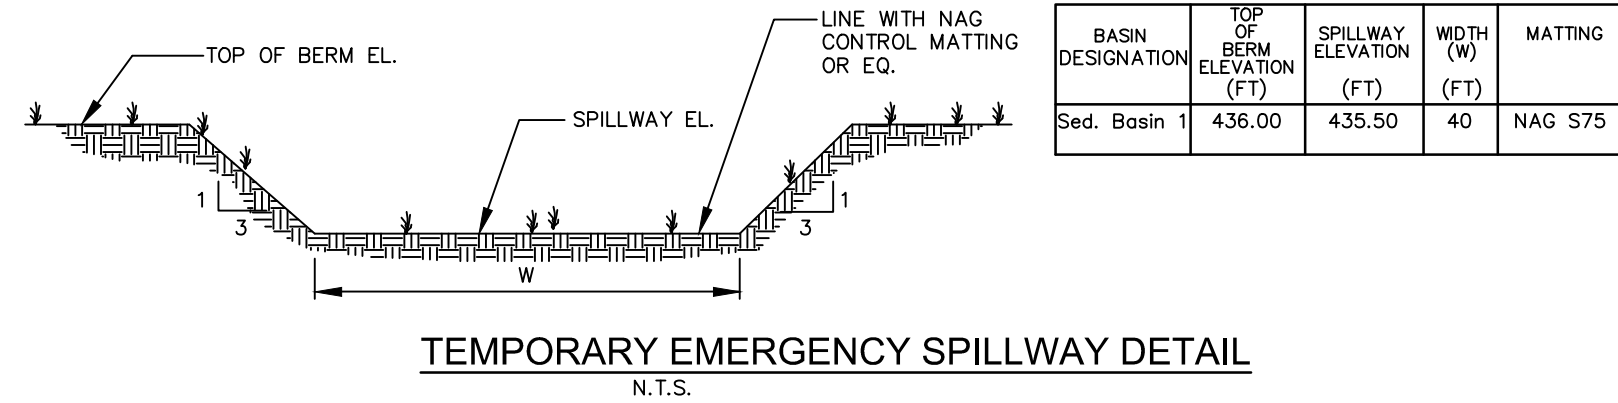 TOP OF BERM EL.
SPILLWAY EL.
LINE WITH NAG
CONTROL MATTING
OR EQ.
1
3
3
1
W
BASIN
DESIGNATION
TOP
OF
BERM
ELEVATION
(FT)
SPILLWAY
ELEVATION
(FT)
WIDTH
(W)
(FT)
MATTING
Sed. Basin 1 436.00 435.50 40 NAG S75
TEMPORARY EMERGENCY SPILLWAY DETAIL
N.T.S.